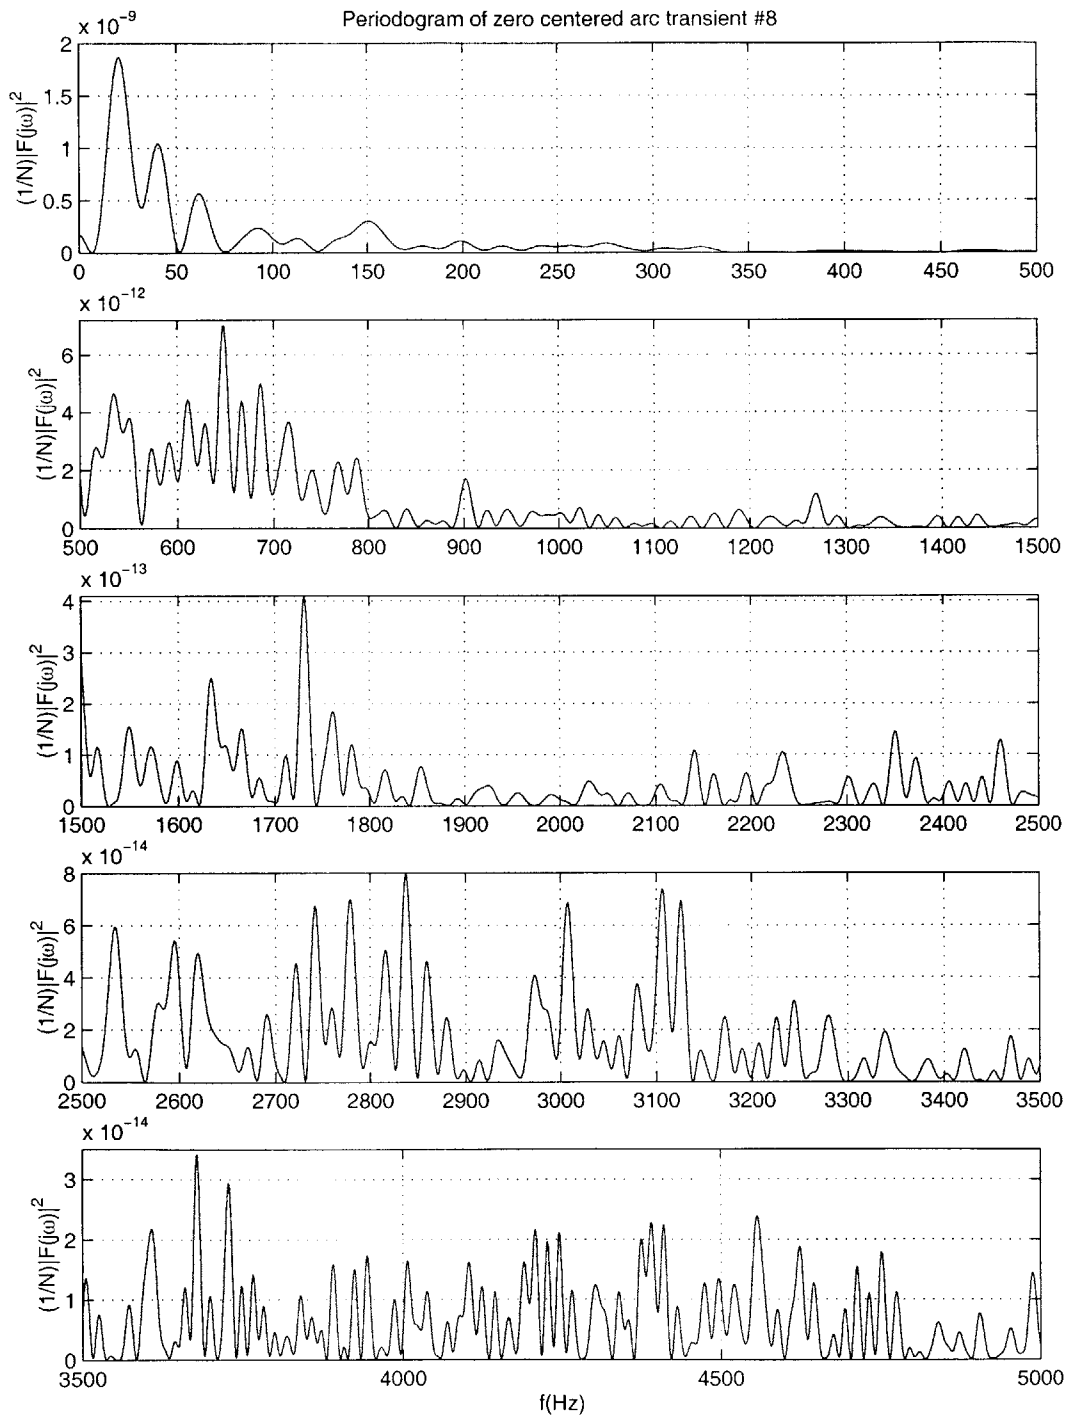 Periodogram of zero centered arc transient #8
x 10⁻⁹
(1/N)|F(jω)|²
2
1.5
1
0.5
0
0 50 100 150 200 250 300 350 400 450 500
x 10⁻¹²
(1/N)|F(jω)|²
6
4
2
0
500 600 700 800 900 1000 1100 1200 1300 1400 1500
x 10⁻¹³
(1/N)|F(jω)|²
4
3
2
1
0
1500 1600 1700 1800 1900 2000 2100 2200 2300 2400 2500
x 10⁻¹⁴
(1/N)|F(jω)|²
8
6
4
2
0
2500 2600 2700 2800 2900 3000 3100 3200 3300 3400 3500
x 10⁻¹⁴
(1/N)|F(jω)|²
3
2
1
0
3500 4000 4500 5000
f(Hz)